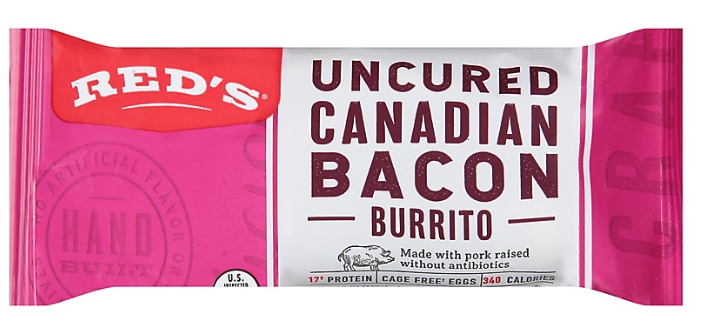 RED'S®
UNCURED
CANADIAN
BACON
BURRITO
Made with pork raised
without antibiotics
17g PROTEIN | CAGE FREE† EGGS | 340 CALORIES
NO ARTIFICIAL FLAVOR OR
HAND
BUILT
U.S.
INSPECTED